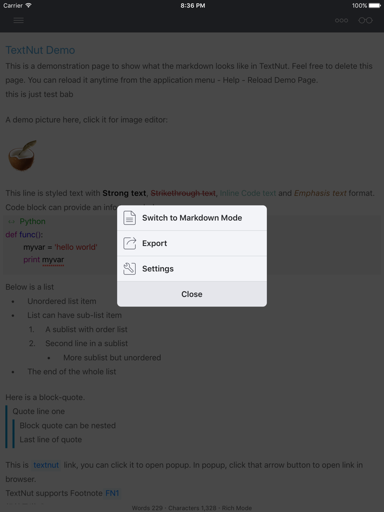 Carrier 8:36 PM 100%
TextNut Demo
This is a demonstration page to show what the markdown looks like in TextNut. Feel free to delete this
page. You can reload it anytime from the application menu - Help - Reload Demo Page.
this is just test bab
A demo picture here, click it for image editor:
This line is styled text with Strong text, Strikethrough text, Inline Code text and Emphasis text format.
Code block can provide an info
Python
def func():
myvar = 'hello world'
print myvar
Switch to Markdown Mode
Export
Settings
Close
Below is a list
• Unordered list item
• List can have sub-list item
1. A sublist with order list
2. Second line in a sublist
• More sublist but unordered
• The end of the whole list
Here is a block-quote.
Quote line one
Block quote can be nested
Last line of quote
This is textnut link, you can click it to open popup. In popup, click that arrow button to open link in
browser.
TextNut supports Footnote FN1
Words 229 - Characters 1,318 - Rich Mode